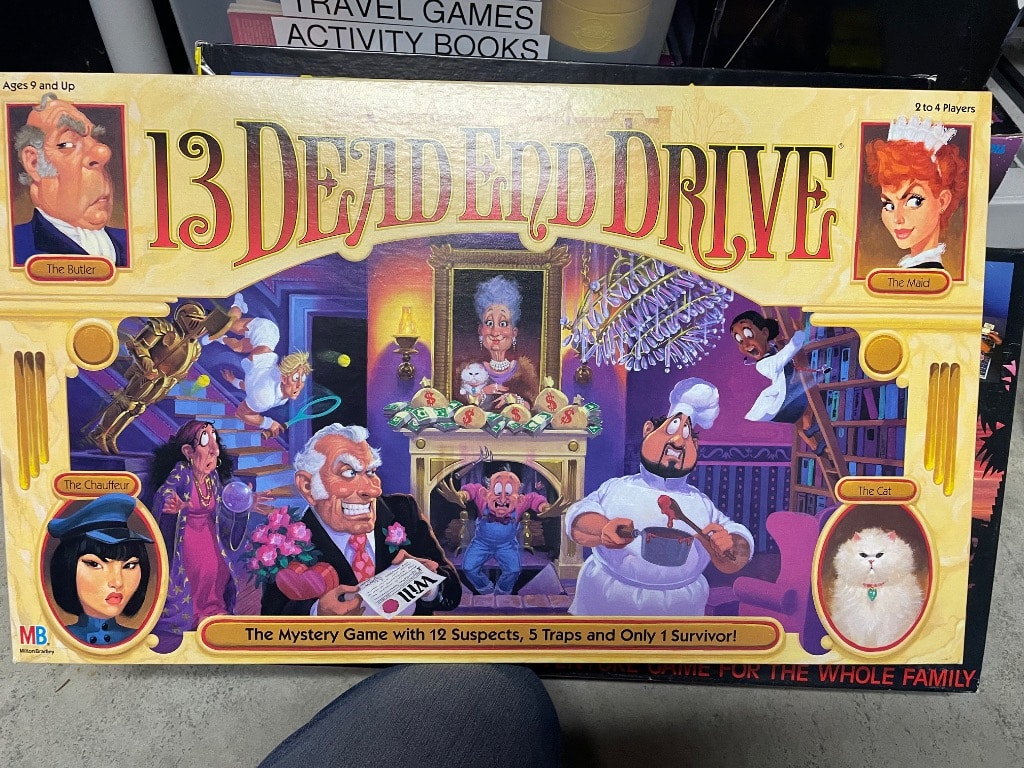 TRAVEL GAMES
ACTIVITY BOOKS
Ages 9 and Up
2 to 4 Players
13 DEAD END DRIVE
The Butler
The Maid
The Chauffeur
The Cat
Will
The Mystery Game with 12 Suspects, 5 Traps and Only 1 Survivor!
MB
Milton Bradley
GAME FOR THE WHOLE FAMILY